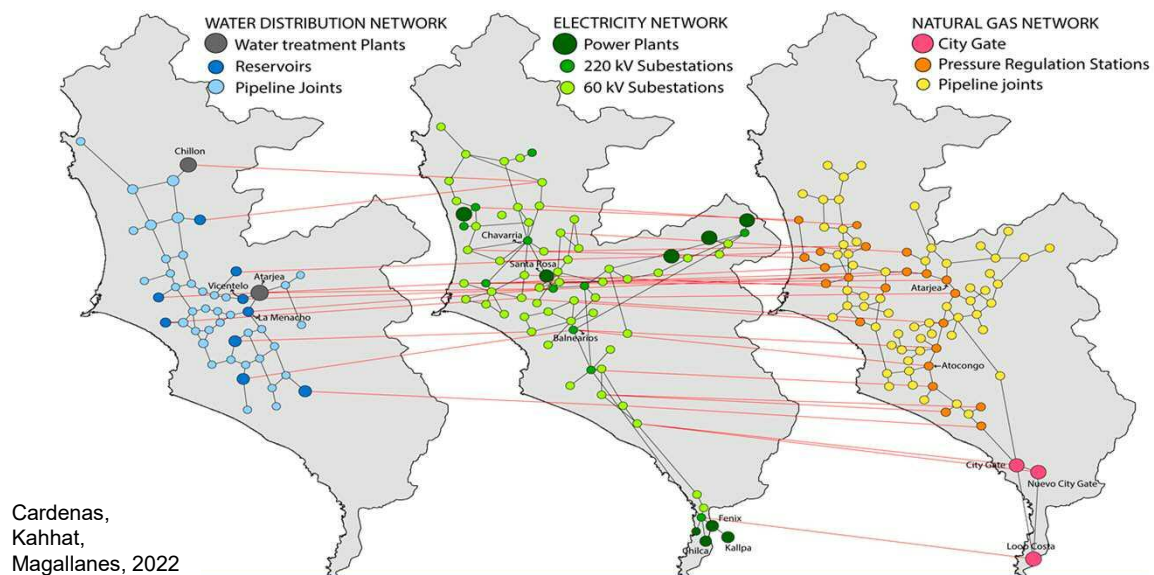 WATER DISTRIBUTION NETWORK
Water treatment Plants
Reservoirs
Pipeline Joints
ELECTRICITY NETWORK
Power Plants
220 kV Substations
60 kV Substations
NATURAL GAS NETWORK
City Gate
Pressure Regulation Stations
Pipeline joints
Chillon
Atarjea
Vicentelo
La Menacho
Chavarria
Santa Rosa
Balnearios
Fenix
Chilca
Kallpa
Atarjea
Atocongo
City Gate
Nuevo City Gate
Loop Costa
Cardenas,
Kahhat,
Magallanes, 2022